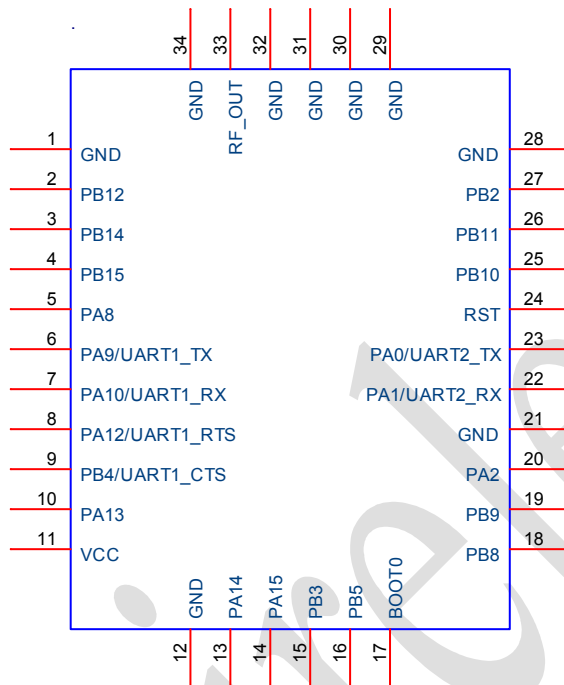 34 33 32 31 30 29
GND RF_OUT GND GND GND GND
1 GND GND 28
2 PB12 PB2 27
3 PB14 PB11 26
4 PB15 PB10 25
5 PA8 RST 24
6 PA9/UART1_TX PA0/UART2_TX 23
7 PA10/UART1_RX PA1/UART2_RX 22
8 PA12/UART1_RTS GND 21
9 PB4/UART1_CTS PA2 20
10 PA13 PB9 19
11 VCC PB8 18
GND PA14 PA15 PB3 PB5 BOOT0
12 13 14 15 16 17